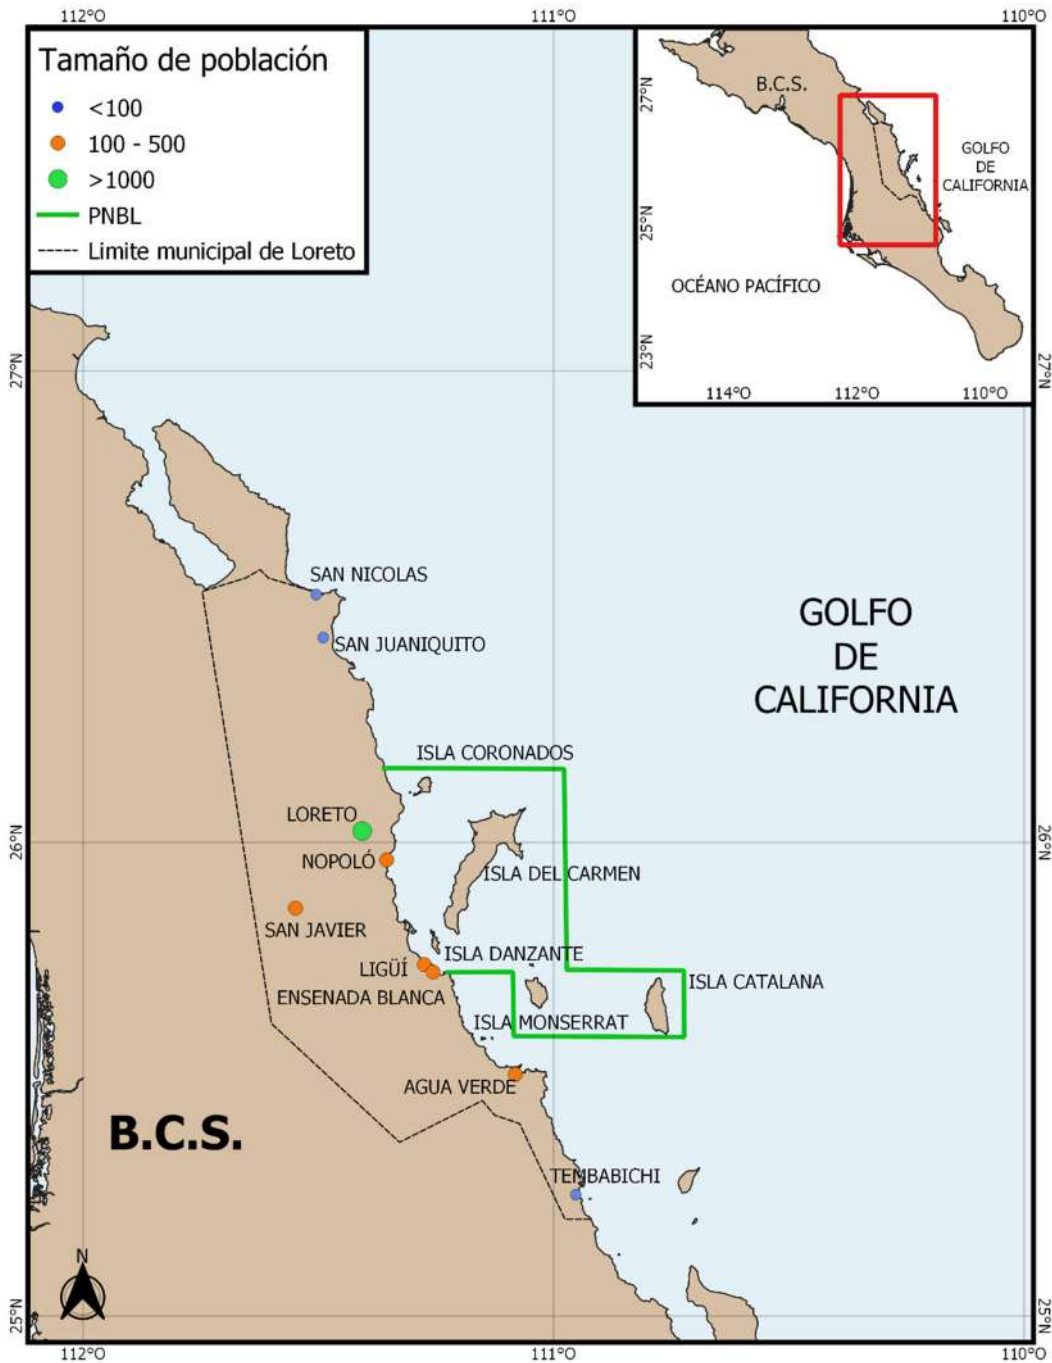 112°O
111°O
110°O
Tamaño de población
<100
100 - 500
>1000
PNBL
Limite municipal de Loreto
27°N
25°N
23°N
B.C.S.
GOLFO
DE
CALIFORNIA
OCÉANO PACÍFICO
114°O
112°O
110°O
27°N
27°N
SAN NICOLAS
SAN JUANIQUITO
GOLFO
DE
CALIFORNIA
ISLA CORONADOS
LORETO
26°N
26°N
NOPOLÓ
ISLA DEL CARMEN
SAN JAVIER
ISLA DANZANTE
LIGÜÍ
ISLA CATALANA
ENSENADA BLANCA
ISLA MONSERRAT
AGUA VERDE
B.C.S.
TEMBABICHI
N
25°N
25°N
112°O
111°O
110°O